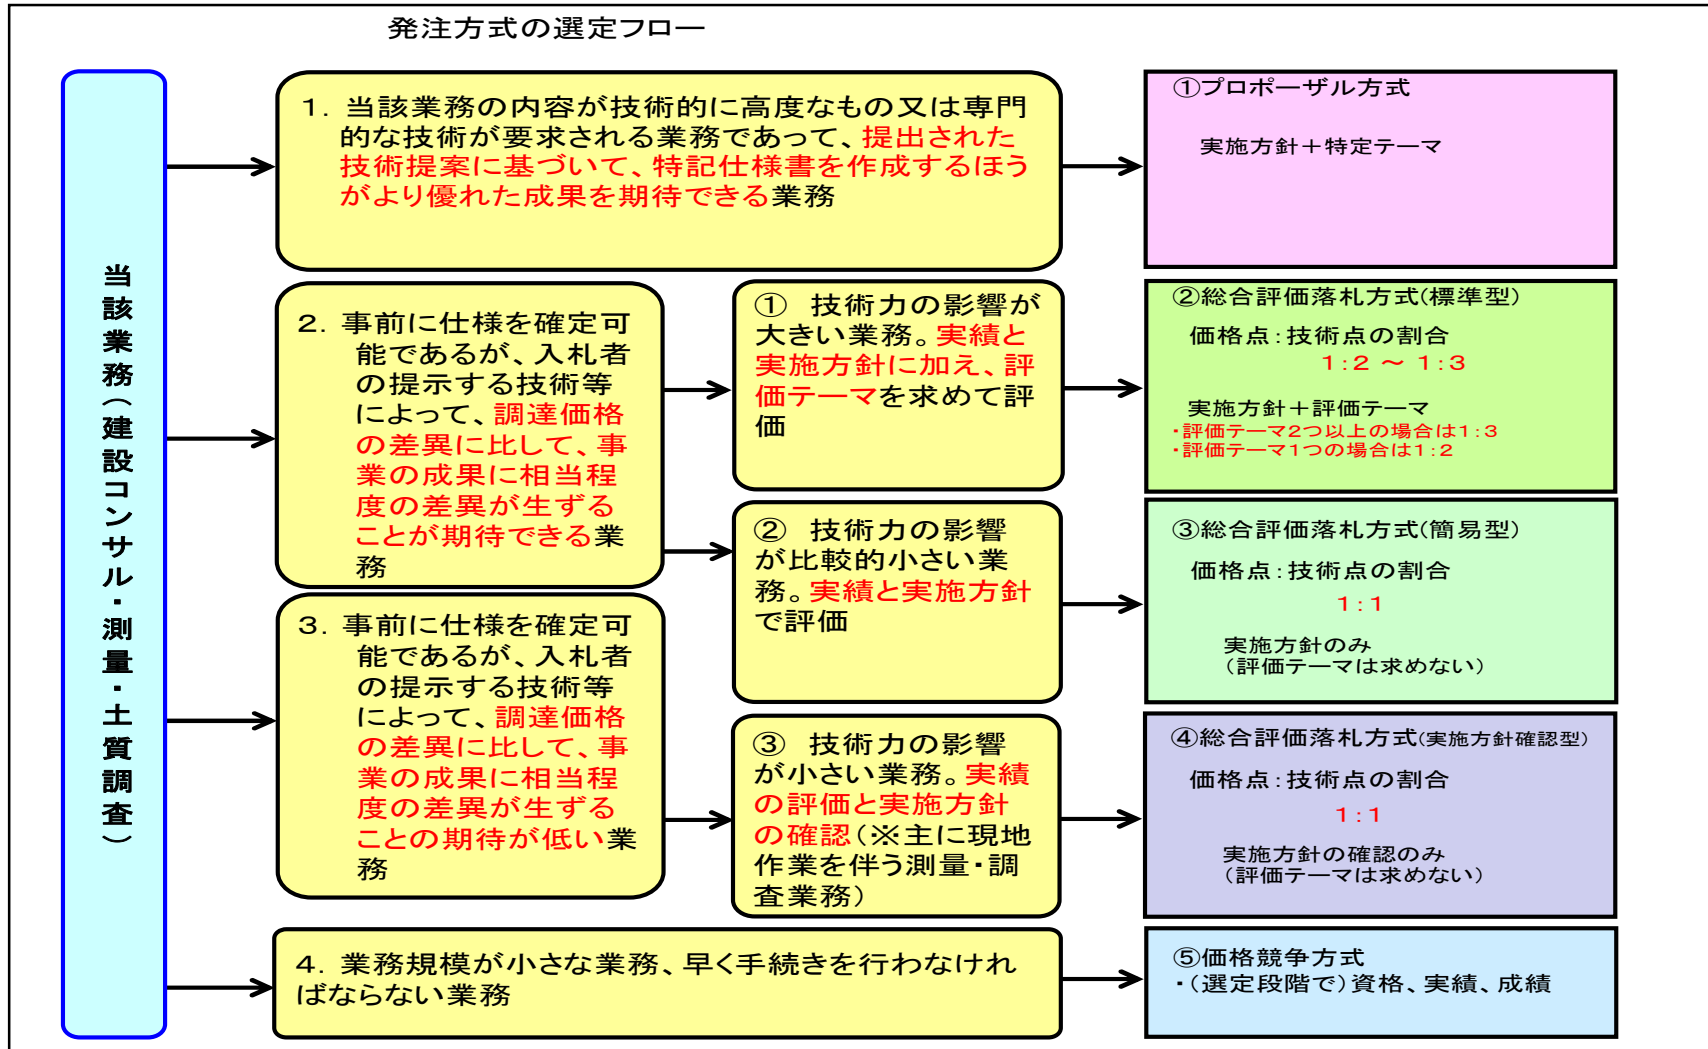 発注方式の選定フロー
当該業務（建設コンサル・測量・土質調査）
1．当該業務の内容が技術的に高度なもの又は専門
的な技術が要求される業務であって、提出された
技術提案に基づいて、特記仕様書を作成するほう
がより優れた成果を期待できる業務
①プロポーザル方式
実施方針＋特定テーマ
2．事前に仕様を確定可
能であるが、入札者
の提示する技術等
によって、調達価格
の差異に比して、事
業の成果に相当程
度の差異が生ずる
ことが期待できる業
務
① 技術力の影響が
大きい業務。実績と
実施方針に加え、評
価テーマを求めて評
価
②総合評価落札方式(標準型)
価格点：技術点の割合
1：2 ～ 1：3
実施方針＋評価テーマ
・評価テーマ2つ以上の場合は1：3
・評価テーマ1つの場合は1：2
② 技術力の影響
が比較的小さい業
務。実績と実施方針
で評価
③総合評価落札方式(簡易型)
価格点：技術点の割合
1：1
実施方針のみ
（評価テーマは求めない）
3．事前に仕様を確定可
能であるが、入札者
の提示する技術等
によって、調達価格
の差異に比して、事
業の成果に相当程
度の差異が生ずる
ことの期待が低い業
務
③ 技術力の影響
が小さい業務。実績
の評価と実施方針
の確認（※主に現地
作業を伴う測量・調
査業務）
④総合評価落札方式(実施方針確認型)
価格点：技術点の割合
1：1
実施方針の確認のみ
（評価テーマは求めない）
4．業務規模が小さな業務、早く手続きを行わなけれ
ばならない業務
⑤価格競争方式
・（選定段階で）資格、実績、成績